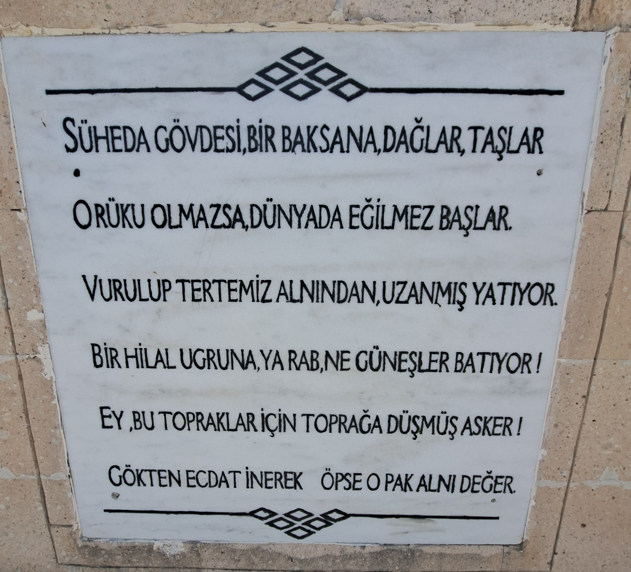 SÜHEDA GÖVDESİ,BİR BAKSANA,DAĞLAR, TAŞLAR
O RÜKU OLMAZSA,DÜNYADA EĞİLMEZ BAŞLAR.
VURULUP TERTEMİZ ALNINDAN,UZANMIŞ YATIYOR.
BİR HİLAL UGRUNA,YA RAB,NE GÜNEŞLER BATIYOR !
EY ,BU TOPRAKLAR İÇİN TOPRAĞA DÜŞMÜŞ ASKER !
GÖKTEN ECDAT İNEREK ÖPSE O PAK ALNI DEĞER.